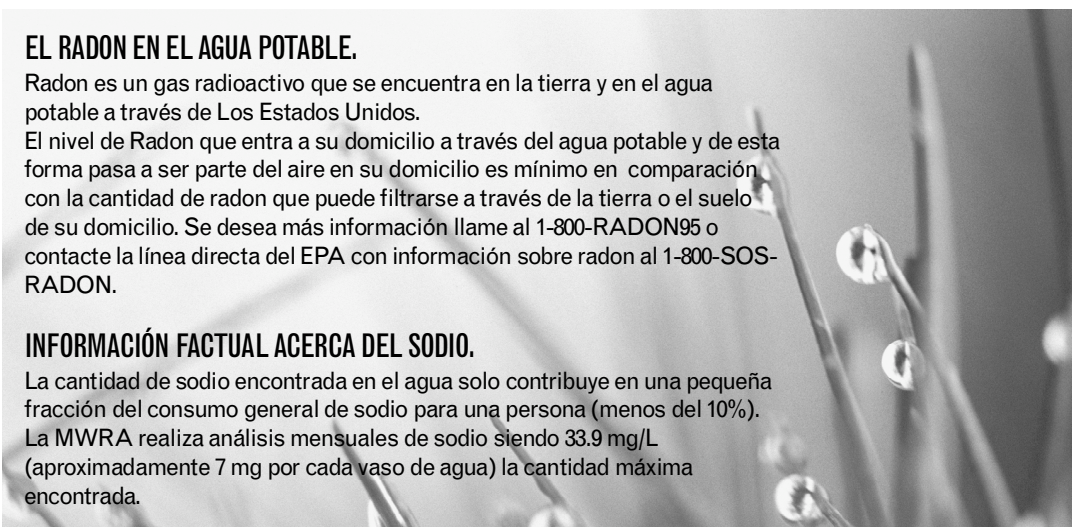 EL RADON EN EL AGUA POTABLE.
Radon es un gas radioactivo que se encuentra en la tierra y en el agua
potable a través de Los Estados Unidos.
El nivel de Radon que entra a su domicilio a través del agua potable y de esta
forma pasa a ser parte del aire en su domicilio es mínimo en comparación
con la cantidad de radon que puede filtrarse a través de la tierra o el suelo
de su domicilio. Se desea más información llame al 1-800-RADON95 o
contacte la línea directa del EPA con información sobre radon al 1-800-SOS-
RADON.
INFORMACIÓN FACTUAL ACERCA DEL SODIO.
La cantidad de sodio encontrada en el agua solo contribuye en una pequeña
fracción del consumo general de sodio para una persona (menos del 10%).
La MWRA realiza análisis mensuales de sodio siendo 33.9 mg/L
(aproximadamente 7 mg por cada vaso de agua) la cantidad máxima
encontrada.